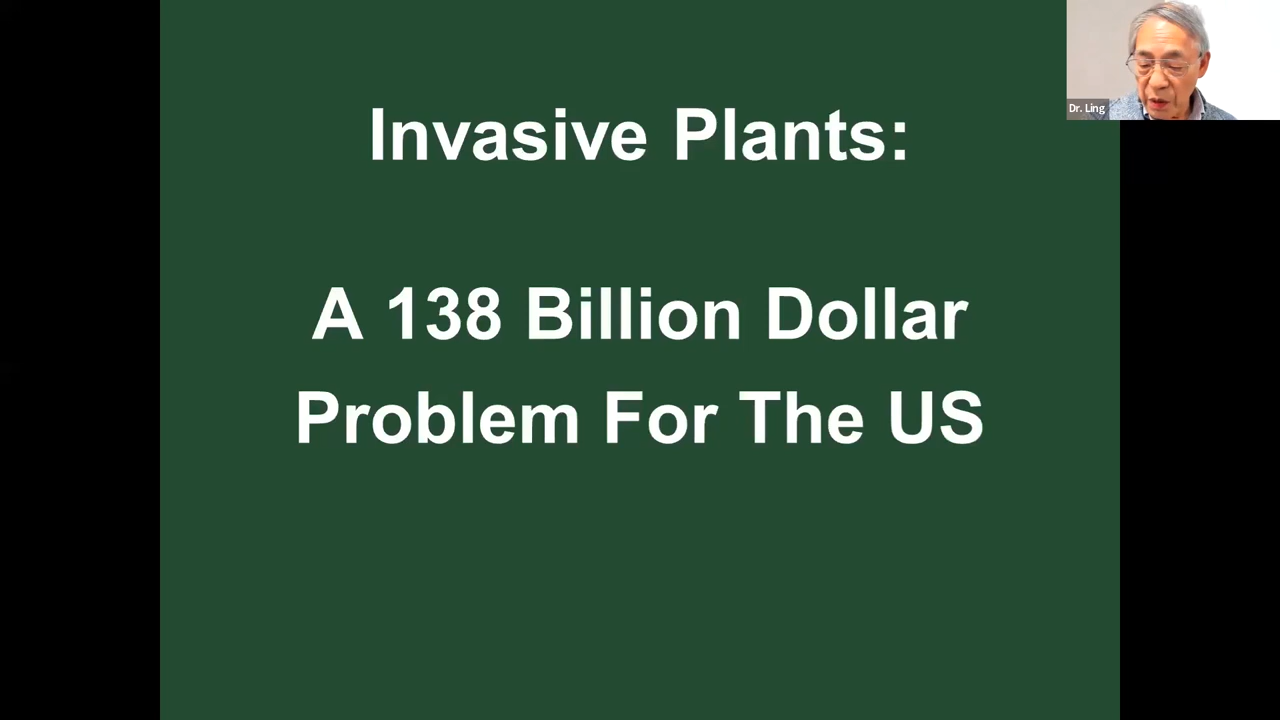 Invasive Plants:
A 138 Billion Dollar
Problem For The US
Dr. Ling